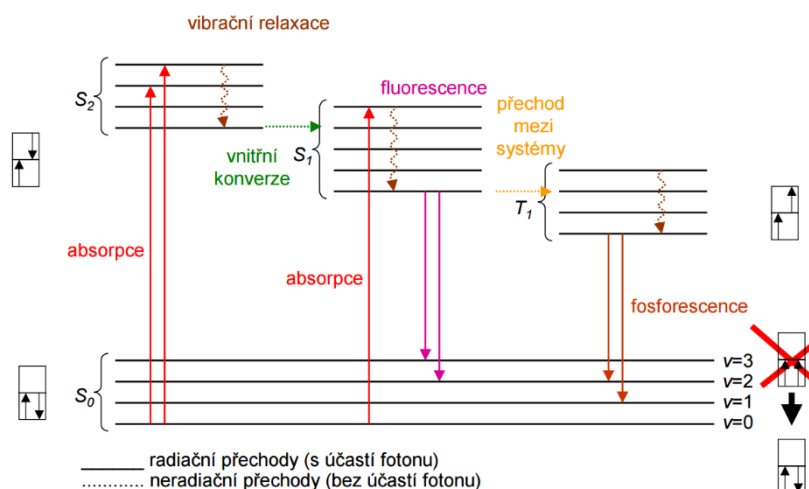 vibrační relaxace
S2
fluorescence
přechod
mezi
systémy
S1
vnitřní
konverze
T1
absorpce
absorpce
fosforescence
v=3
v=2
S0
v=1
v=0
radiační přechody (s účastí fotonu)
neradiační přechody (bez účastí fotonu)